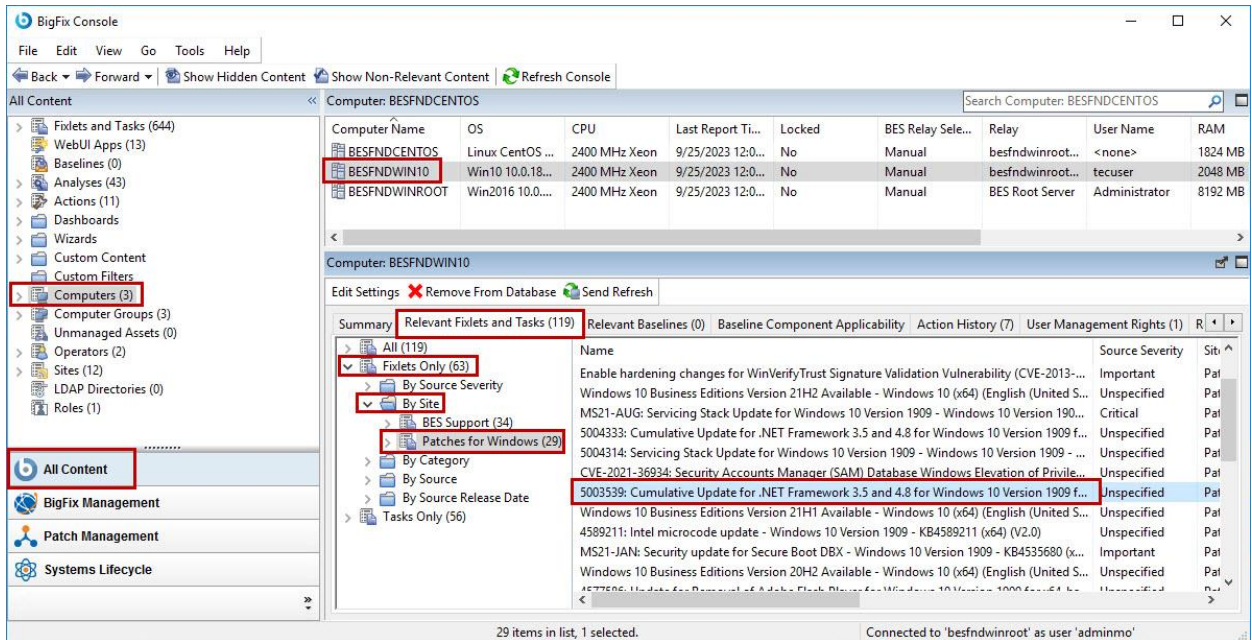 BigFix Console
File Edit View Go Tools Help
Back Forward Show Hidden Content Show Non-Relevant Content Refresh Console
All Content « Computer: BESFNDCENTOS Search Computer: BESFNDCENTOS
Fixlets and Tasks (644)
WebUI Apps (13)
Baselines (0)
Analyses (43)
Actions (11)
Dashboards
Wizards
Custom Content
Custom Filters
Computers (3)
Computer Groups (3)
Unmanaged Assets (0)
Operators (2)
Sites (12)
LDAP Directories (0)
Roles (1)
All Content
BigFix Management
Patch Management
Systems Lifecycle
»
Computer Name OS CPU Last Report Ti... Locked BES Relay Sele... Relay User Name RAM
BESFNDCENTOS Linux CentOS ... 2400 MHz Xeon 9/25/2023 12:0... No Manual besfndwinroot... <none> 1824 MB
BESFNDWIN10 Win10 10.0.18... 2400 MHz Xeon 9/25/2023 12:0... No Manual besfndwinroot... tecuser 2048 MB
BESFNDWINROOT Win2016 10.0.... 2400 MHz Xeon 9/25/2023 12:0... No Manual BES Root Server Administrator 8192 MB
Computer: BESFNDWIN10
Edit Settings Remove From Database Send Refresh
Summary Relevant Fixlets and Tasks (119) Relevant Baselines (0) Baseline Component Applicability Action History (7) User Management Rights (1) R
All (119)
Fixlets Only (63)
By Source Severity
By Site
BES Support (34)
Patches for Windows (29)
By Category
By Source
By Source Release Date
Tasks Only (56)
Name Source Severity Site
Enable hardening changes for WinVerifyTrust Signature Validation Vulnerability (CVE-2013-... Important Pat
Windows 10 Business Editions Version 21H2 Available - Windows 10 (x64) (English (United S... Unspecified Pat
MS21-AUG: Servicing Stack Update for Windows 10 Version 1909 - Windows 10 Version 190... Critical Pat
5004333: Cumulative Update for .NET Framework 3.5 and 4.8 for Windows 10 Version 1909 f... Unspecified Pat
5004314: Servicing Stack Update for Windows 10 Version 1909 - Windows 10 Version 1909 - ... Unspecified Pat
CVE-2021-36934: Security Accounts Manager (SAM) Database Windows Elevation of Privile... Unspecified Pat
5003539: Cumulative Update for .NET Framework 3.5 and 4.8 for Windows 10 Version 1909 f... Unspecified Pat
Windows 10 Business Editions Version 21H1 Available - Windows 10 (x64) (English (United S... Unspecified Pat
4589211: Intel microcode update - Windows 10 Version 1909 - KB4589211 (x64) (V2.0) Unspecified Pat
MS21-JAN: Security update for Secure Boot DBX - Windows 10 Version 1909 - KB4535680 (x... Important Pat
Windows 10 Business Editions Version 20H2 Available - Windows 10 (x64) (English (United S... Unspecified Pat
29 items in list, 1 selected. Connected to 'besfndwinroot' as user 'adminmo'